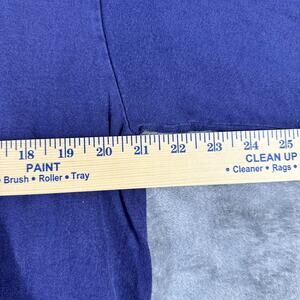 18 19 20 21 22 23 24 25
PAINT
Brush • Roller • Tray
CLEAN UP
• Cleaner • Rags •